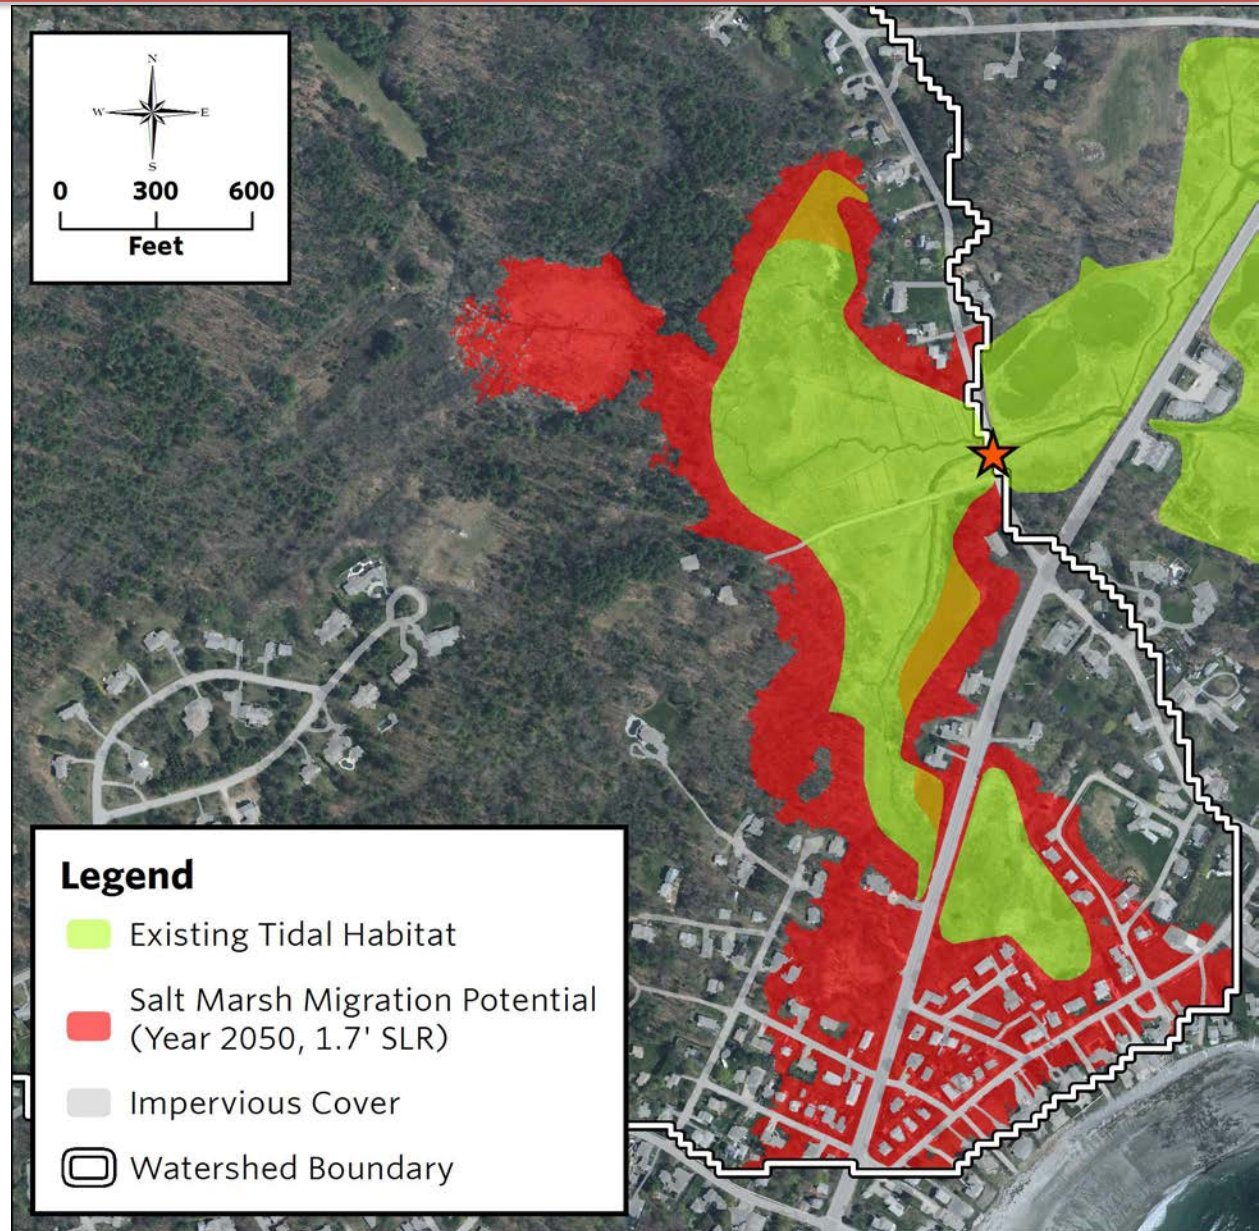 N
W E
S
0 300 600
Feet
Legend
Existing Tidal Habitat
Salt Marsh Migration Potential
(Year 2050, 1.7' SLR)
Impervious Cover
Watershed Boundary